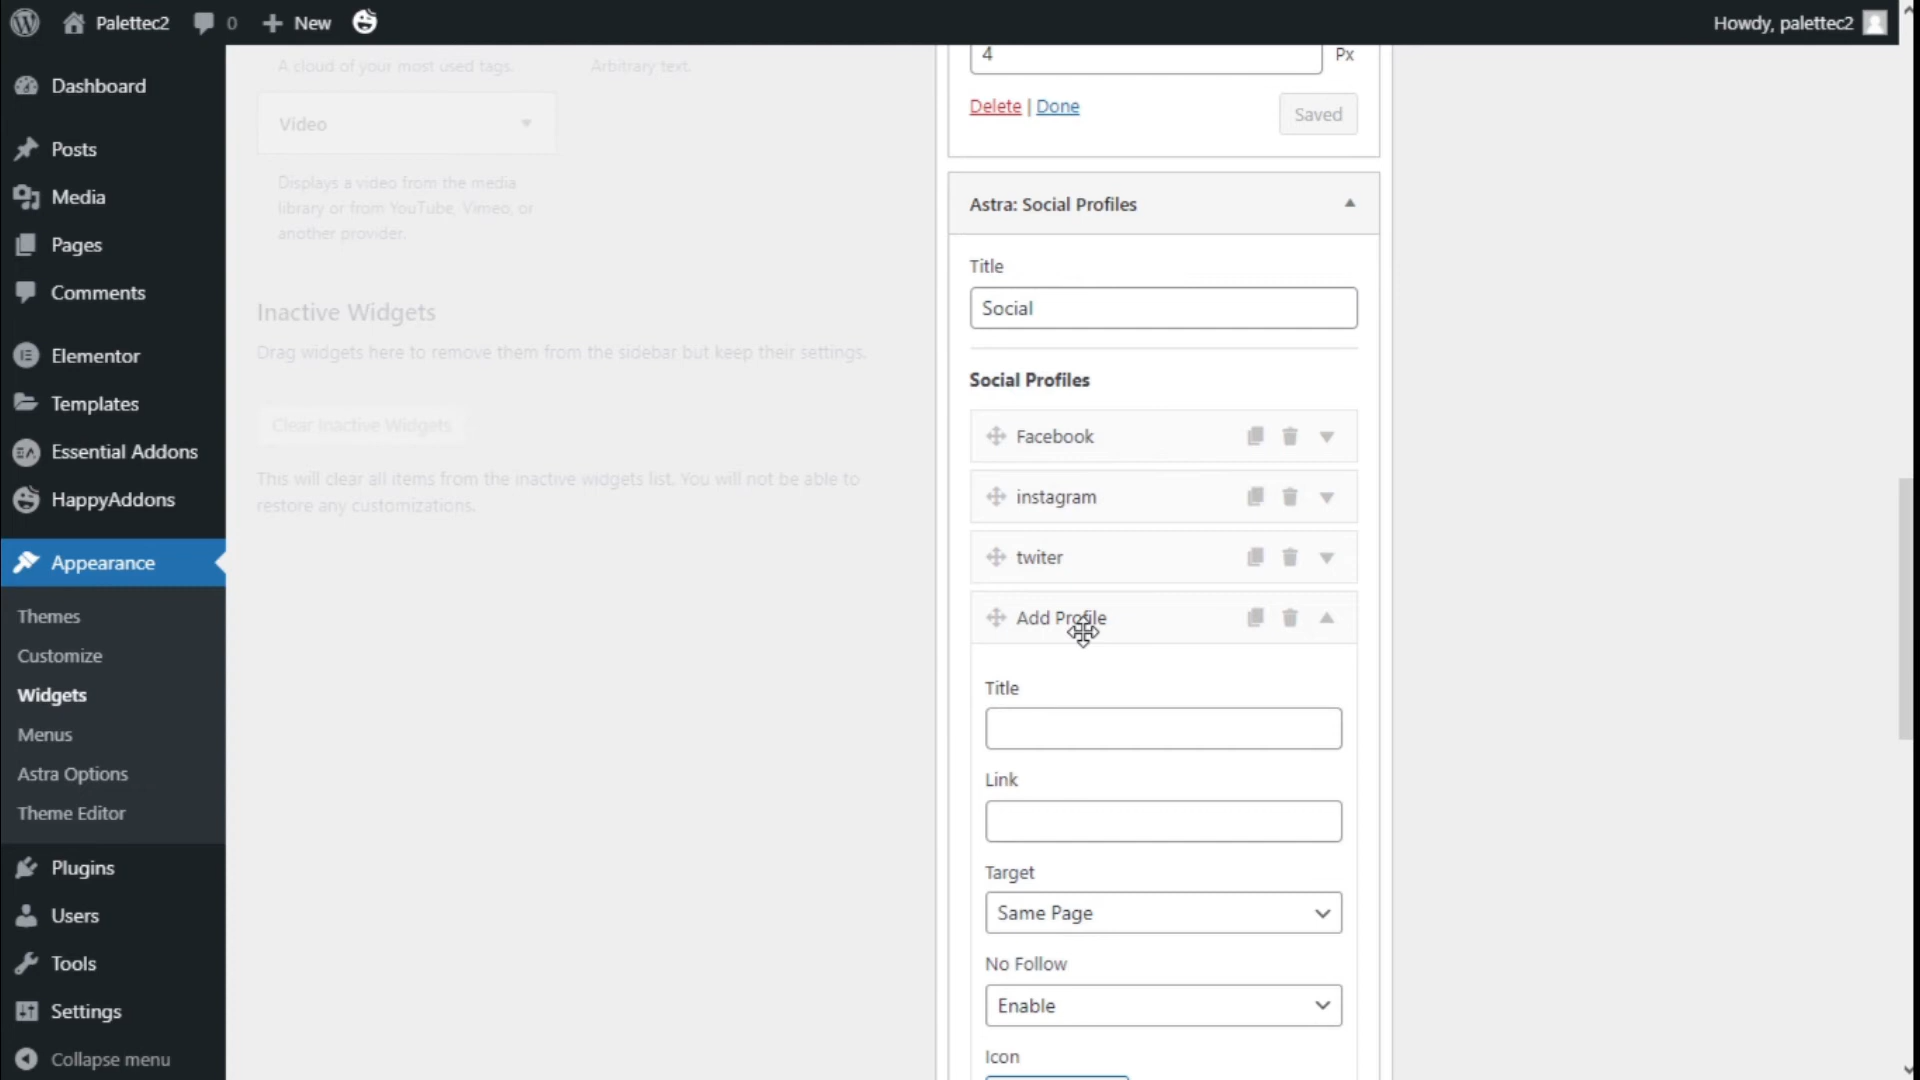 Palettec2
0
New
Howdy, palettec2
Dashboard
Posts
Media
Pages
Comments
Elementor
Templates
Essential Addons
HappyAddons
Appearance
Themes
Customize
Widgets
Menus
Astra Options
Theme Editor
Plugins
Users
Tools
Settings
Collapse menu
A cloud of your most used tags.
Arbitrary text.
Video
Displays a video from the media
library or from YouTube, Vimeo, or
another provider.
Inactive Widgets
Drag widgets here to remove them from the sidebar but keep their settings.
Clear Inactive Widgets
This will clear all items from the inactive widgets list. You will not be able to
restore any customizations.
4
Px
Delete | Done
Saved
Astra: Social Profiles
Title
Social
Social Profiles
Facebook
instagram
twiter
Add Profile
Title
Link
Target
Same Page
No Follow
Enable
Icon